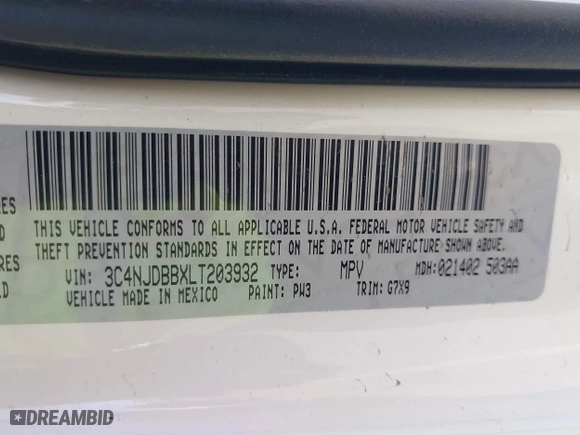 THIS VEHICLE CONFORMS TO ALL APPLICABLE U.S.A. FEDERAL MOTOR VEHICLE SAFETY AND
THEFT PREVENTION STANDARDS IN EFFECT ON THE DATE OF MANUFACTURE SHOWN ABOVE.
VIN: 3C4NJDBBXLT203932 TYPE: MPV MDH:021402 503AA
VEHICLE MADE IN MEXICO PAINT: PW3 TRIM: G7X9
DREAMBID